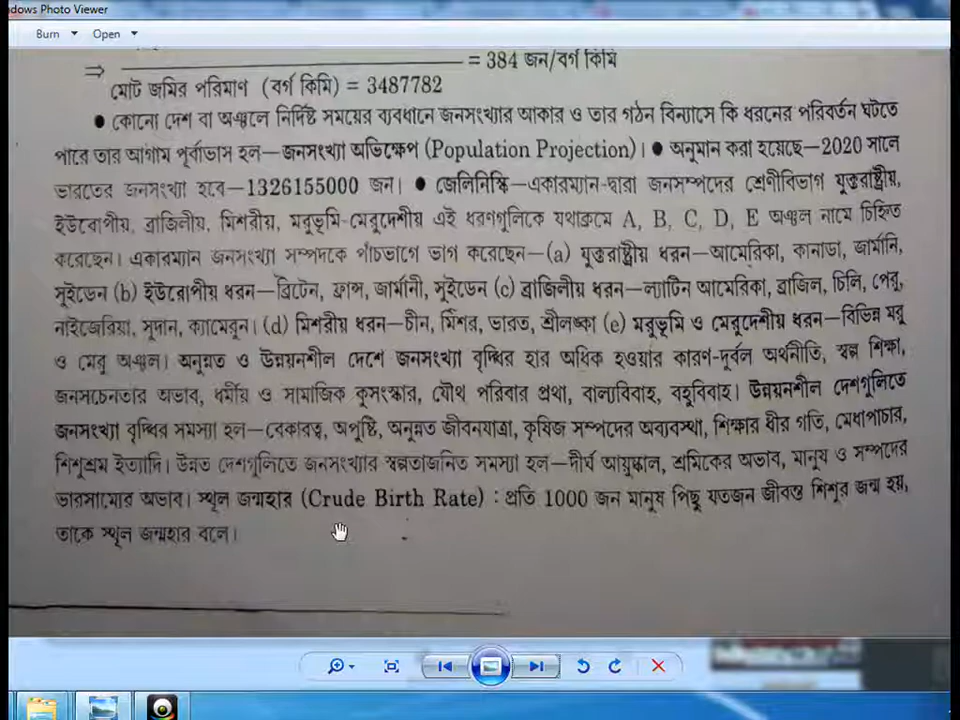 ndows Photo Viewer
Burn Open
⇒ = 384 জন/বর্গ কিমি
মোট জমির পরিমাণ (বর্গ কিমি) = 3487782
● কোনো দেশ বা অঞ্চলে নির্দিষ্ট সময়ের ব্যবধানে জনসংখ্যার আকার ও তার গঠন বিন্যাসে কি ধরনের পরিবর্তন ঘটতে
পারে তার আগাম পূর্বাভাস হল—জনসংখ্যা অভিক্ষেপ (Population Projection)। ● অনুমান করা হয়েছে—2020 সালে
ভারতের জনসংখ্যা হবে—1326155000 জন। ● জেলিনিস্কি—একারম্যান-দ্বারা জনসম্পদের শ্রেণীবিভাগ যুক্তরাষ্ট্রীয়,
ইউরোপীয়, ব্রাজিলীয়, মিশরীয়, মরুভূমি-মেরুদেশীয় এই ধরণগুলিকে যথাক্রমে A, B, C, D, E অঞ্চল নামে চিহ্নিত
করেছেন। একারম্যান জনসংখ্যা সম্পদকে পাঁচভাগে ভাগ করেছেন—(a) যুক্তরাষ্ট্রীয় ধরন—আমেরিকা, কানাডা, জার্মানি,
সুইডেন (b) ইউরোপীয় ধরন—ব্রিটেন, ফ্রান্স, জার্মানী, সুইডেন (c) ব্রাজিলীয় ধরন—ল্যাটিন আমেরিকা, ব্রাজিল, চিলি, পেরু,
নাইজেরিয়া, সুদান, ক্যামেরুন। (d) মিশরীয় ধরন—চীন, মিশর, ভারত, শ্রীলঙ্কা (e) মরুভূমি ও মেরুদেশীয় ধরন—বিভিন্ন মরু
ও মেরু অঞ্চল। অনুন্নত ও উন্নয়নশীল দেশে জনসংখ্যা বৃদ্ধির হার অধিক হওয়ার কারণ-দুর্বল অর্থনীতি, স্বল্প শিক্ষা,
জনসচেনতার অভাব, ধর্মীয় ও সামাজিক কুসংস্কার, যৌথ পরিবার প্রথা, বাল্যবিবাহ, বহুবিবাহ। উন্নয়নশীল দেশগুলিতে
জনসংখ্যা বৃদ্ধির সমস্যা হল—বেকারত্ব, অপুষ্টি, অনুন্নত জীবনযাত্রা, কৃষিজ সম্পদের অব্যবস্থা, শিক্ষার ধীর গতি, মেধাপাচার,
শিশুশ্রম ইত্যাদি। উন্নত দেশগুলিতে জনসংখ্যার স্বল্পতাজনিত সমস্যা হল—দীর্ঘ আয়ুষ্কাল, শ্রমিকের অভাব, মানুষ ও সম্পদের
ভারসাম্যের অভাব। স্থূল জন্মহার (Crude Birth Rate) : প্রতি 1000 জন মানুষ পিছু যতজন জীবন্ত শিশুর জন্ম হয়,
তাকে স্থূল জন্মহার বলে।